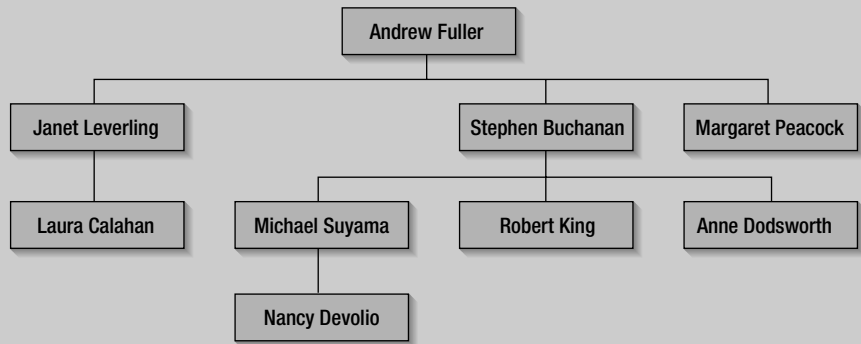 Andrew Fuller
Janet Leverling
Stephen Buchanan
Margaret Peacock
Laura Calahan
Michael Suyama
Robert King
Anne Dodsworth
Nancy Devolio